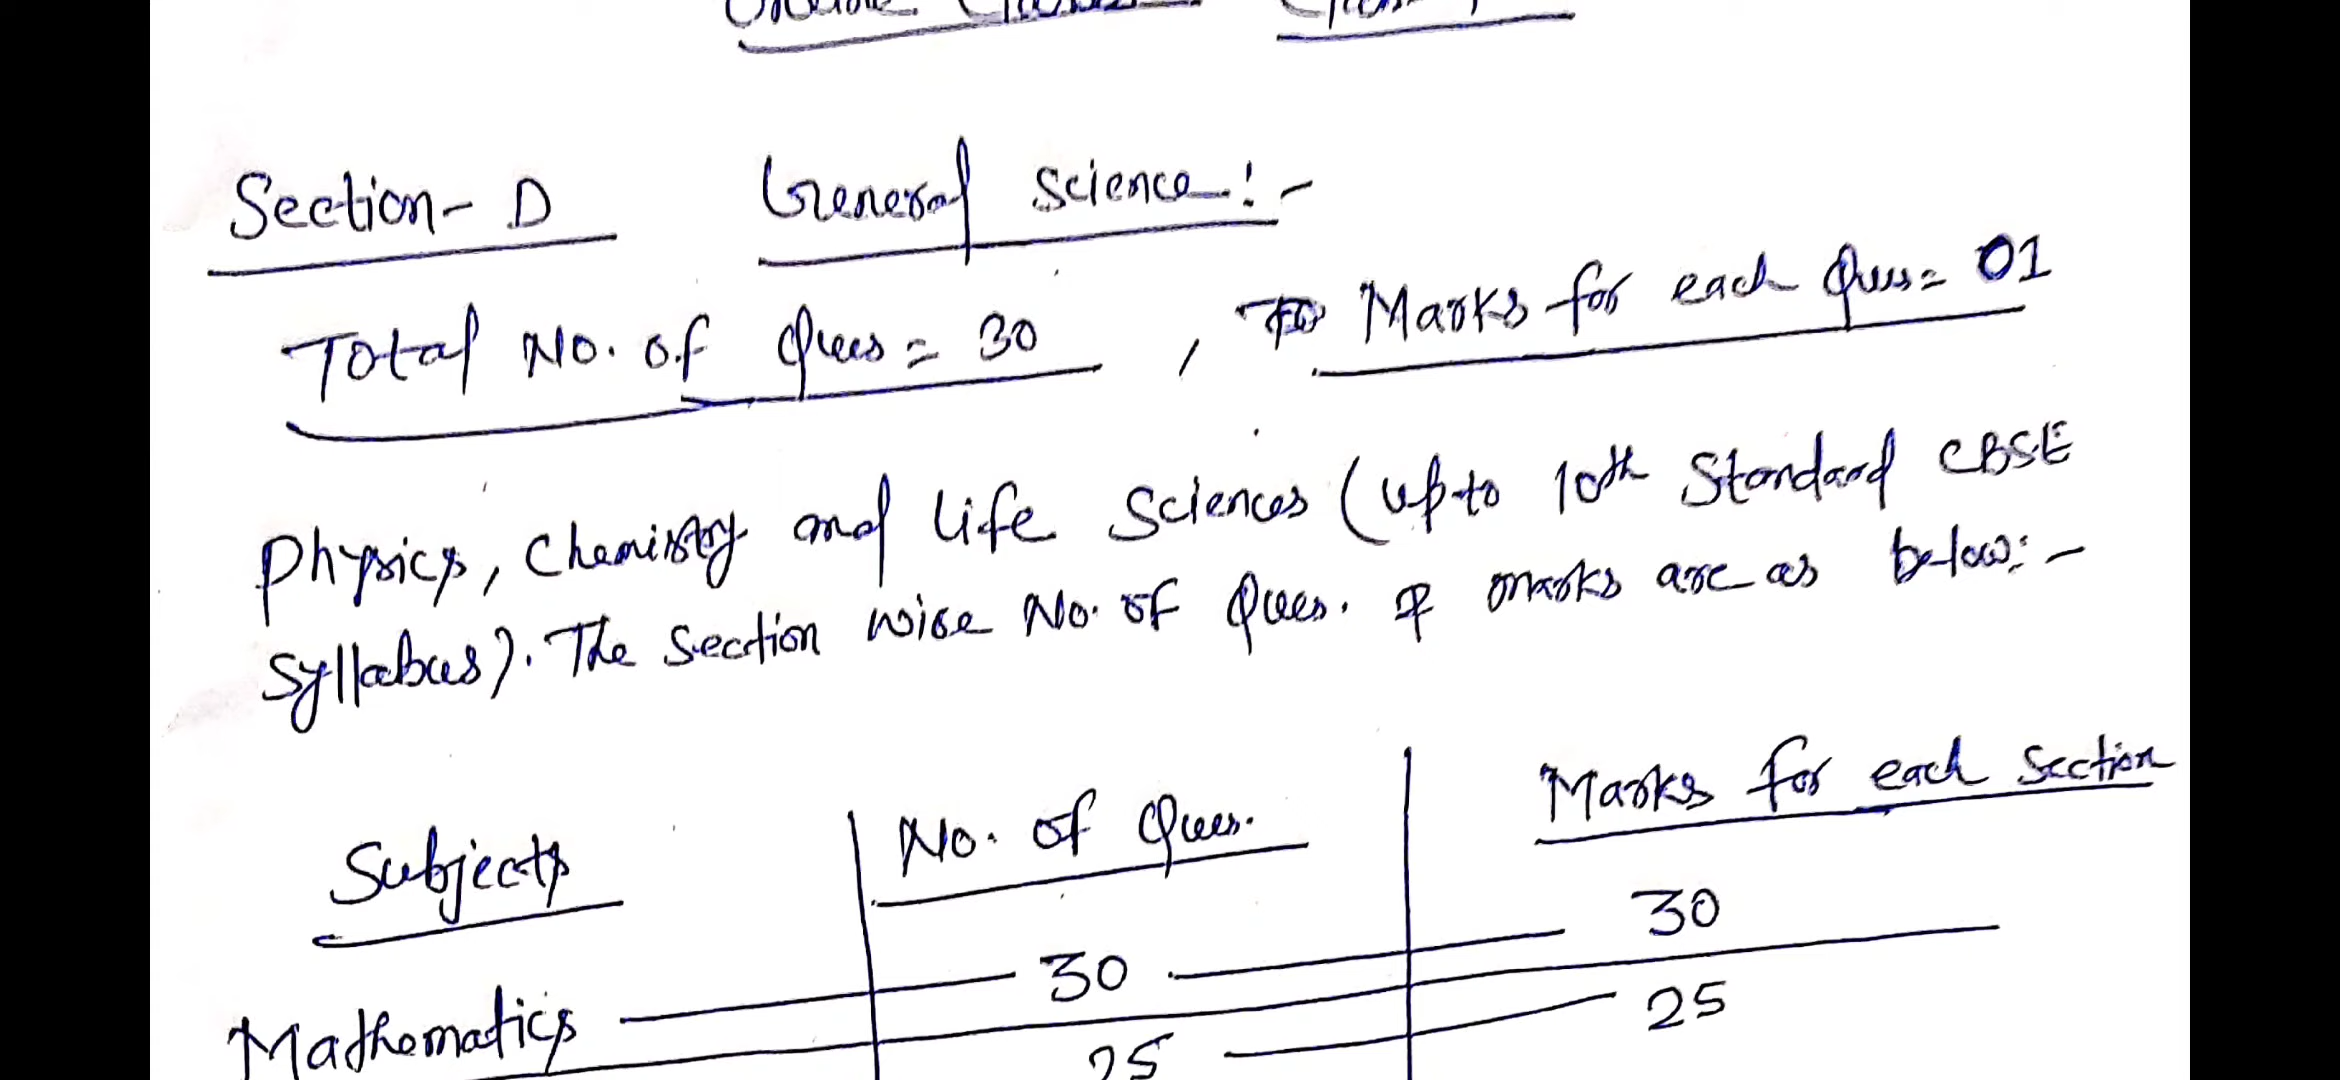 Section- D General Science:-
Total No. of Ques = 30 , Marks for each Ques = 01
Physics, Chemistry and Life Sciences (upto 10th Standard CBSE
Syllabus). The Section wise No. of Ques. & marks are as below:-
Subjects No. of Ques. Marks for each Section
Mathematics 30 30
25 25